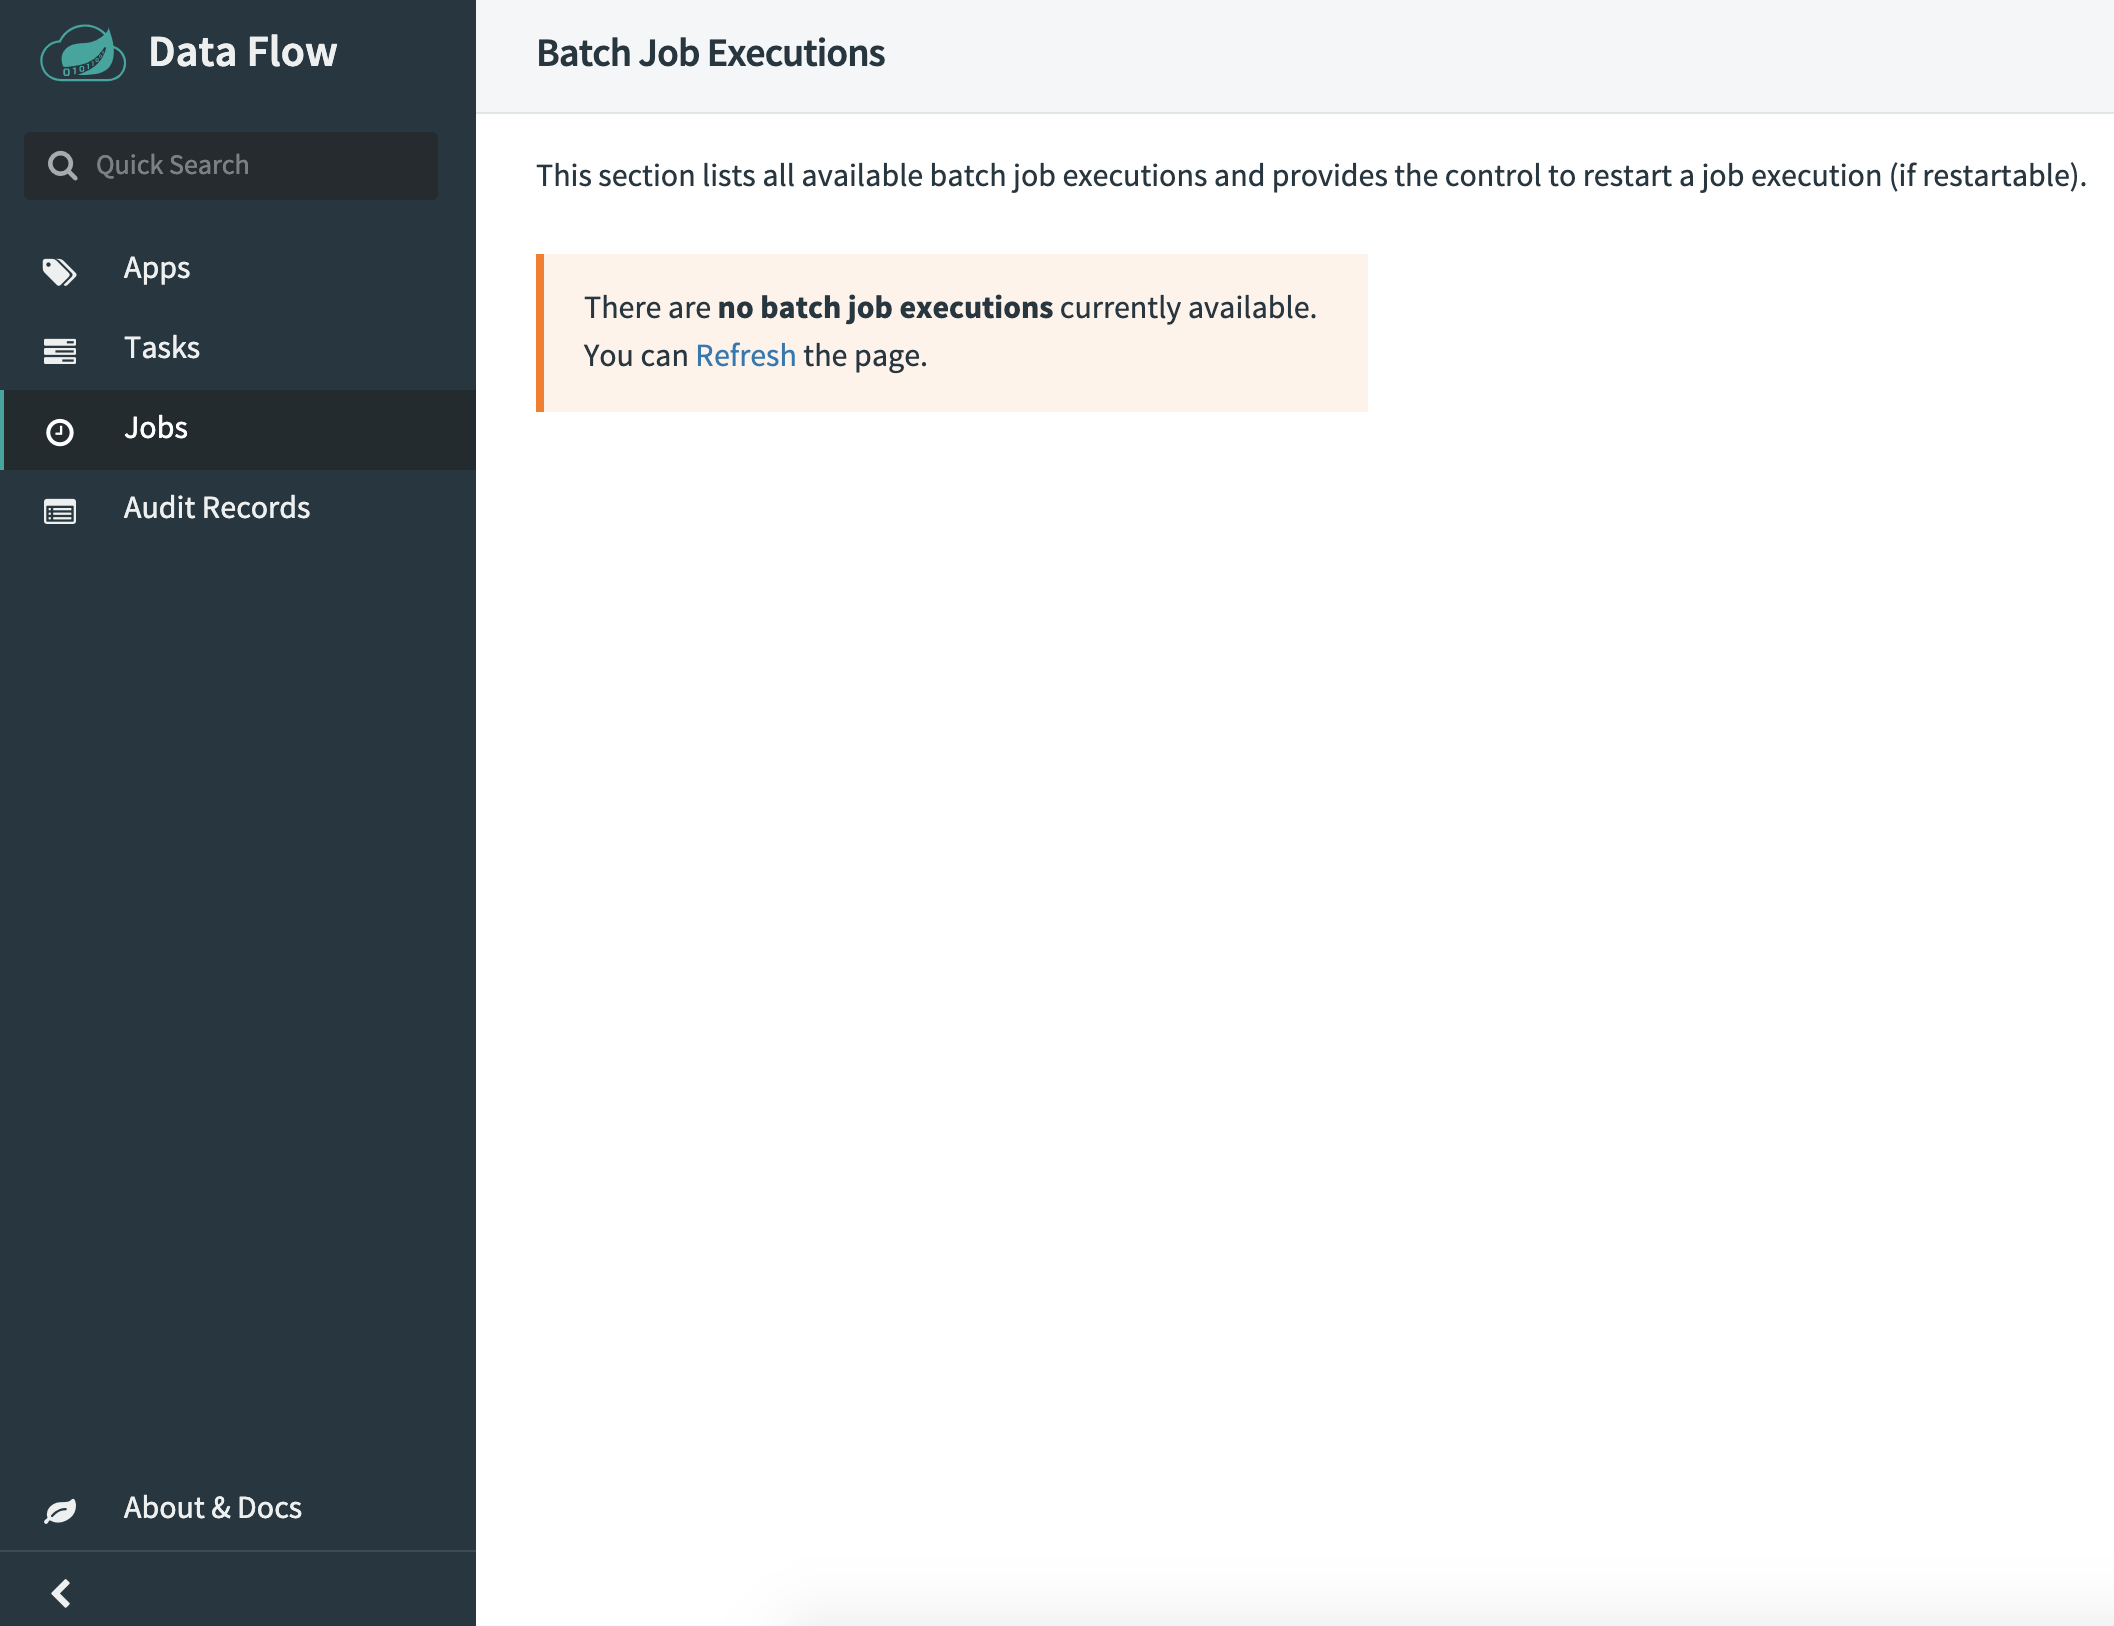 Data Flow
Quick Search
Apps
Tasks
Jobs
Audit Records
About & Docs
Batch Job Executions
This section lists all available batch job executions and provides the control to restart a job execution (if restartable).
There are no batch job executions currently available.
You can Refresh the page.